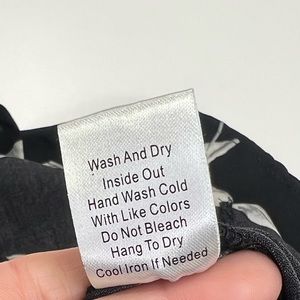 Wash And Dry
Inside Out
Hand Wash Cold
With Like Colors
Do Not Bleach
Hang To Dry
Cool Iron If Needed